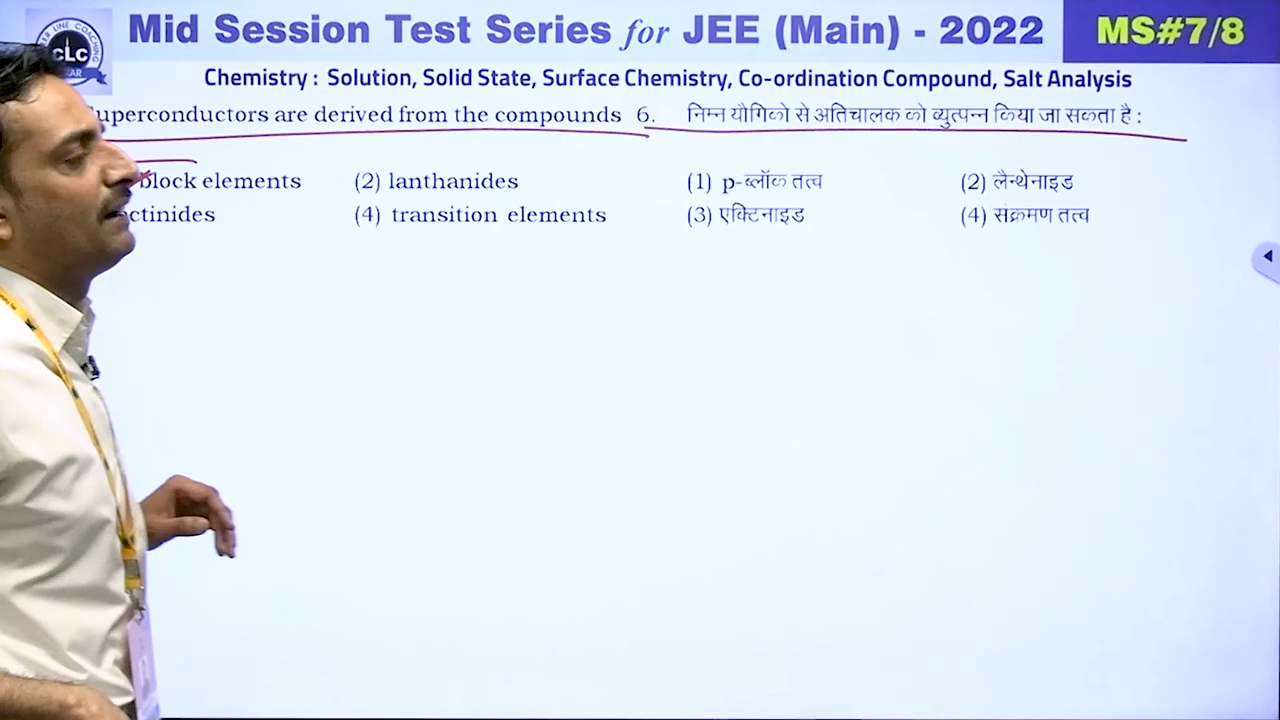 Mid Session Test Series for JEE (Main) - 2022 MS#7/8
CLC
Chemistry : Solution, Solid State, Surface Chemistry, Co-ordination Compound, Salt Analysis
are derived from the compounds 6. निम्न यौगिको से अतिचालक को व्युत्पन्न किया जा सकता है :
block elements (2) lanthanides (1) p-ब्लॉक तत्व (2) लैन्थेनाइड
(4) transition elements (3) एक्टिनाइड (4) संक्रमण तत्व